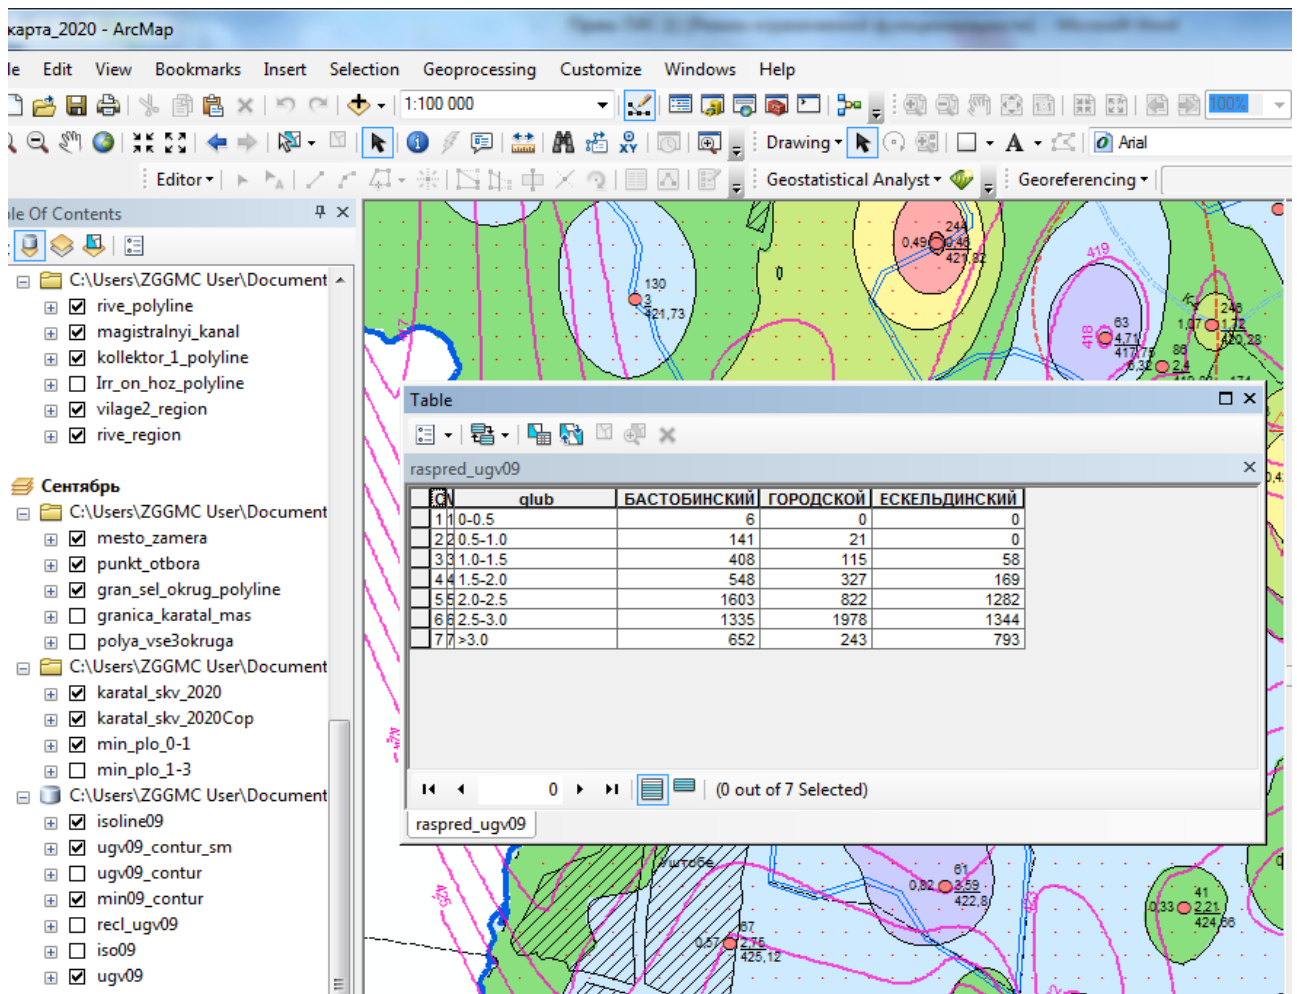 карта_2020 - ArcMap
le Edit View Bookmarks Insert Selection Geoprocessing Customize Windows Help
1:100 000
100%
Drawing
Arial
Editor
Geostatistical Analyst
Georeferencing
ole Of Contents
C:\Users\ZGGMC User\Document
rive_polyline
magistralnyi_kanal
kollektor_1_polyline
Irr_on_hoz_polyline
vilage2_region
rive_region
Сентябрь
C:\Users\ZGGMC User\Document
mesto_zamera
punkt_otbora
gran_sel_okrug_polyline
granica_karatal_mas
polya_vse3okruga
C:\Users\ZGGMC User\Document
karatal_skv_2020
karatal_skv_2020Cop
min_plo_0-1
min_plo_1-3
C:\Users\ZGGMC User\Document
isoline09
ugv09_contur_sm
ugv09_contur
min09_contur
recl_ugv09
iso09
ugv09
244
0,49 0,46
421,82
419
130
3
421,73
63
4,71
417,75
418
246
1,07 1,72
420,28
86
6,32 2,4
Table
raspred_ugv09
glub БАСТОБИНСКИЙ ГОРОДСКОЙ ЕСКЕЛЬДИНСКИЙ
1 1 0-0.5 6 0 0
2 2 0.5-1.0 141 21 0
3 3 1.0-1.5 408 115 58
4 4 1.5-2.0 548 327 169
5 5 2.0-2.5 1603 822 1282
6 6 2.5-3.0 1335 1978 1344
7 7 >3.0 652 243 793
0
(0 out of 7 Selected)
raspred_ugv09
Уштобе
61
0,82 3,59
422,8
67
0,57 2,75
425,12
41
0,33 2,21
424,66
425
423